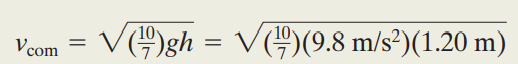 v_com = √(10/7)gh = √(10/7)(9.8 m/s²)(1.20 m)